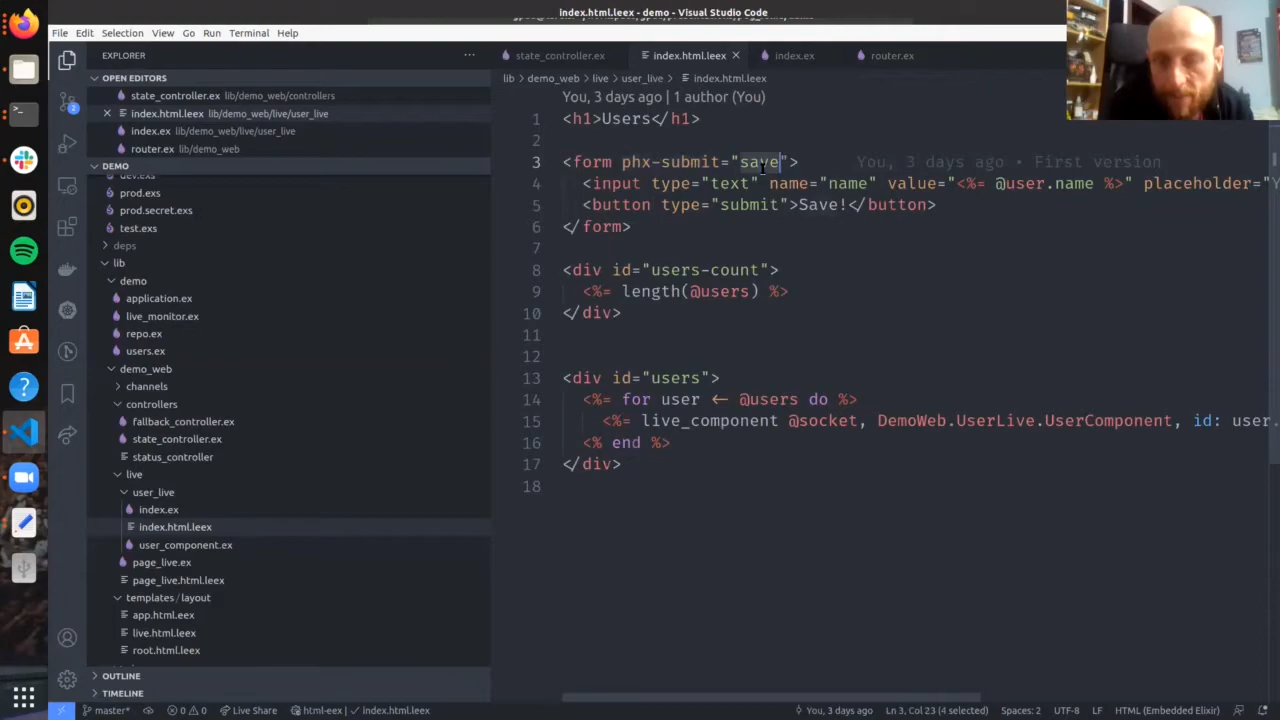 index.html.leex - demo - Visual Studio Code
File Edit Selection View Go Run Terminal Help
EXPLORER
OPEN EDITORS
state_controller.ex lib/demo_web/controllers
index.html.leex lib/demo_web/live/user_live
index.ex lib/demo_web/live/user_live
router.ex lib/demo_web
DEMO
dev.exs
prod.exs
prod.secret.exs
test.exs
deps
lib
demo
application.ex
live_monitor.ex
repo.ex
users.ex
demo_web
channels
controllers
fallback_controller.ex
state_controller.ex
status_controller
live
user_live
index.ex
index.html.leex
user_component.ex
page_live.ex
page_live.html.leex
templates / layout
app.html.eex
live.html.leex
root.html.leex
OUTLINE
TIMELINE
2
state_controller.ex index.html.leex index.ex router.ex
lib > demo_web > live > user_live > index.html.leex
You, 3 days ago | 1 author (You)
1 <h1>Users</h1>
2
3 <form phx-submit="save"> You, 3 days ago • First version
4 <input type="text" name="name" value="<%= @user.name %>" placeholder="Y
5 <button type="submit">Save!</button>
6 </form>
7
8 <div id="users-count">
9 <%= length(@users) %>
10 </div>
11
12
13 <div id="users">
14 <%= for user <- @users do %>
15 <%= live_component @socket, DemoWeb.UserLive.UserComponent, id: user.
16 <% end %>
17 </div>
18
master* 0 0 Live Share html-eex | ✓ index.html.leex You, 3 days ago Ln 3, Col 23 (4 selected) Spaces: 2 UTF-8 LF HTML (Embedded Elixir)